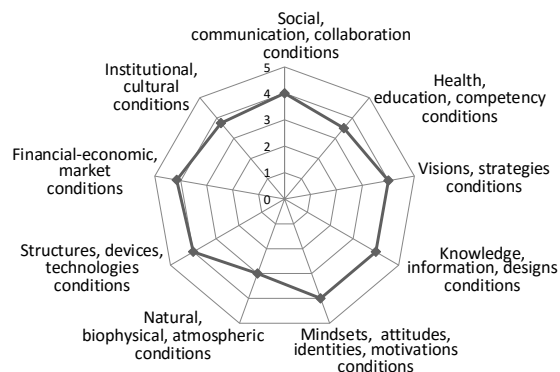 Social,
communication, collaboration
conditions
Health,
education, competency
conditions
Visions, strategies
conditions
Knowledge,
information, designs
conditions
Mindsets, attitudes,
identities, motivations
conditions
Natural,
biophysical, atmospheric
conditions
Structures, devices,
technologies
conditions
Financial-economic,
market
conditions
Institutional,
cultural
conditions
5
4
3
2
1
0